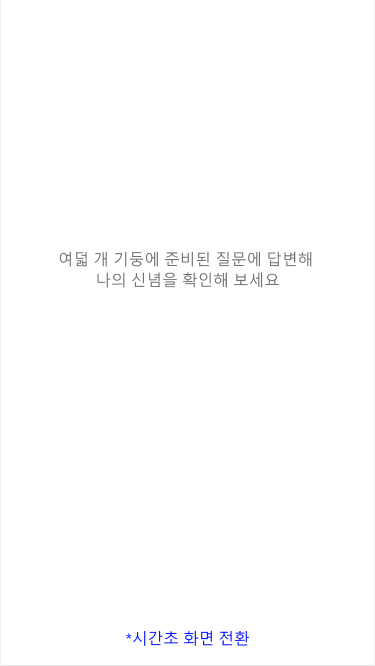 여덟 개 기둥에 준비된 질문에 답변해
나의 신념을 확인해 보세요
*시간초 화면 전환